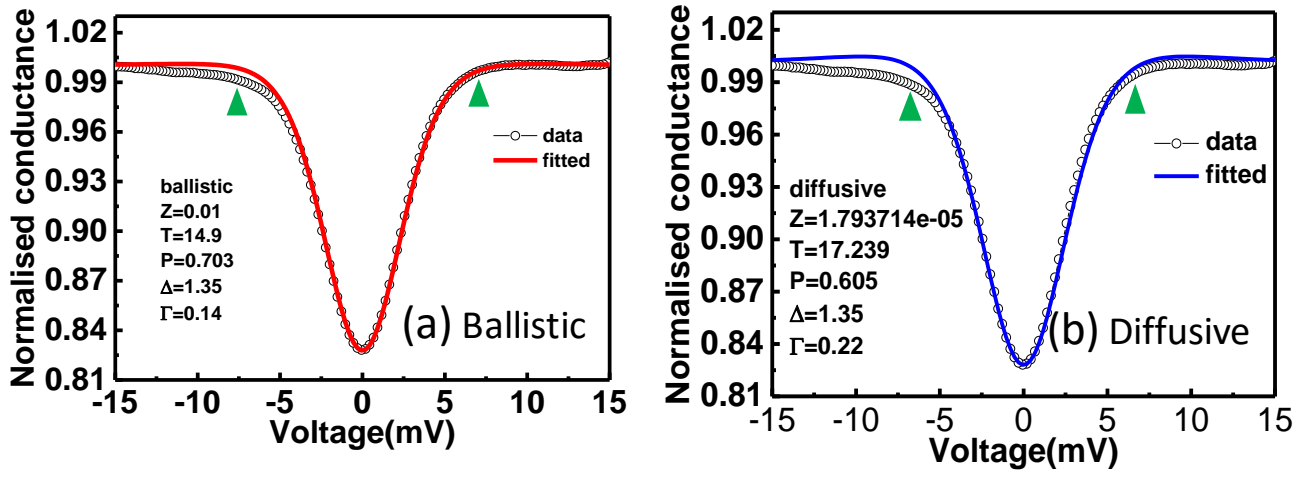 Normalised conductance
1.02
0.99
0.96
0.93
0.90
0.87
0.84
0.81
-15
-10
-5
0
5
10
15
Voltage(mV)
data
fitted
ballistic
Z=0.01
T=14.9
P=0.703
Δ=1.35
Γ=0.14
(a) Ballistic
Normalised conductance
1.02
0.99
0.96
0.93
0.90
0.87
0.84
0.81
-15
-10
-5
0
5
10
15
Voltage(mV)
data
fitted
diffusive
Z=1.793714e-05
T=17.239
P=0.605
Δ=1.35
Γ=0.22
(b) Diffusive